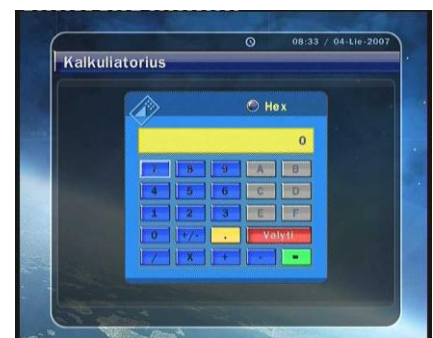 08:33 / 04-Lie-2007
Kalkuliatorius
Hex
0
7 8 9 A B
4 5 6 C D
1 2 3 E F
0 +/- . Valyti
/ X + - =